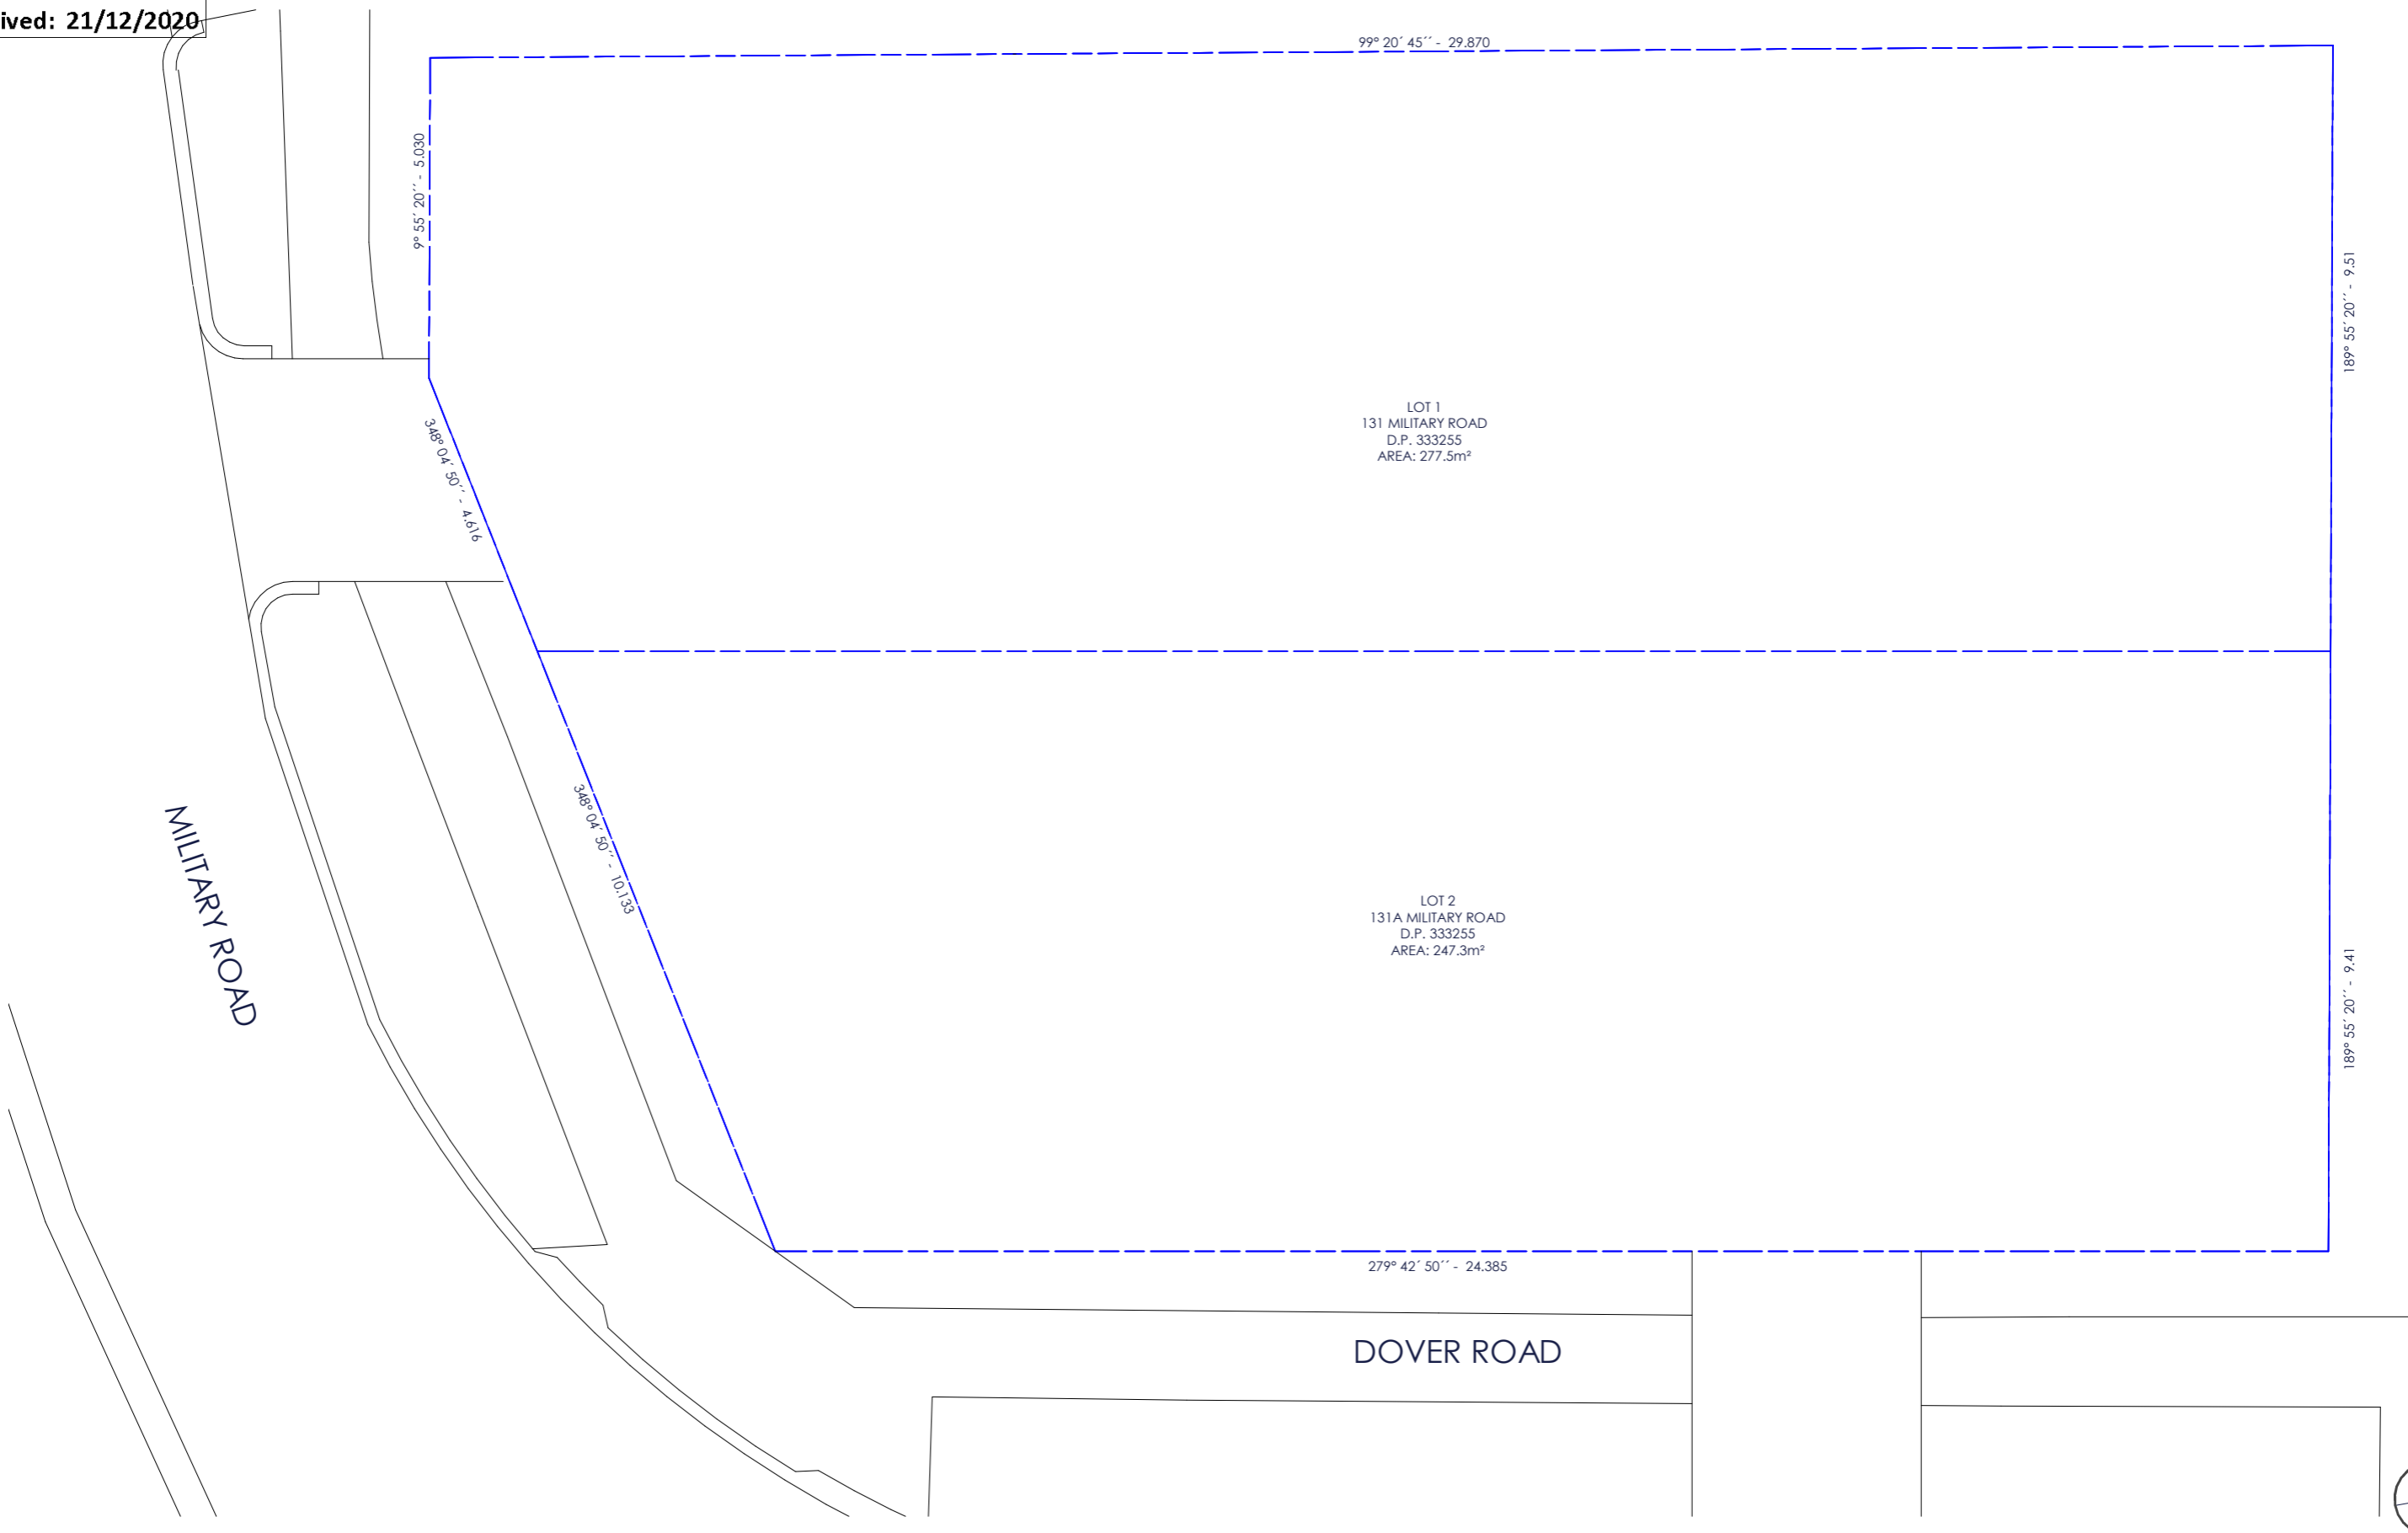 ived: 21/12/2020
99° 20´ 45´´ - 29.870
9° 55´ 20´´ - 5.030
189° 55´ 20´´ - 9.51
348° 04´ 50´´ - 4.616
LOT 1
131 MILITARY ROAD
D.P. 333255
AREA: 277.5m²
348° 04´ 50´´ - 10.133
MILITARY ROAD
LOT 2
131A MILITARY ROAD
D.P. 333255
AREA: 247.3m²
189° 55´ 20´´ - 9.41
279° 42´ 50´´ - 24.385
DOVER ROAD